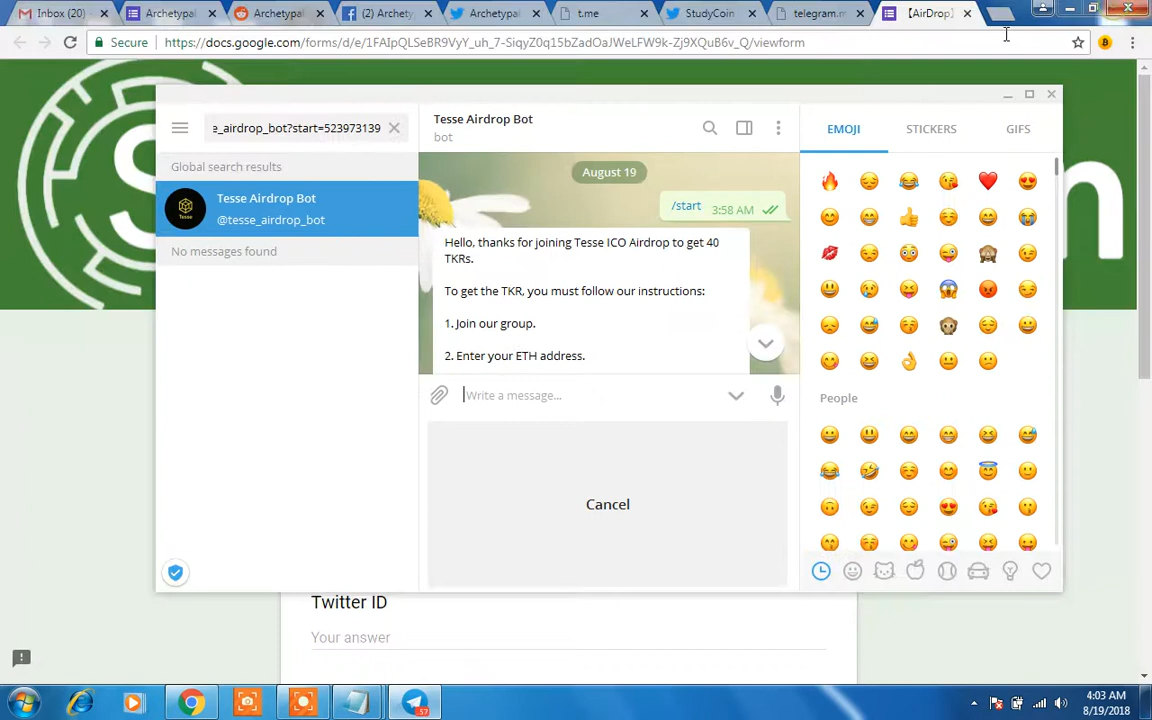 Inbox (20)
Archetypal
Archetypal
(2) Archety
Archetypal
t.me
StudyCoin
telegram.m
【AirDrop】
Secure
https://docs.google.com/forms/d/e/1FAIpQLSeBR9VyY_uh_7-SiqyZ0q15bZadOaJWeLFW9k-Zj9XQuB6v_Q/viewform
e_airdrop_bot?start=523973139
Tesse Airdrop Bot
bot
EMOJI
STICKERS
GIFS
Global search results
Tesse Airdrop Bot
@tesse_airdrop_bot
No messages found
August 19
/start
3:58 AM
Hello, thanks for joining Tesse ICO Airdrop to get 40
TKRs.
To get the TKR, you must follow our instructions:
1. Join our group.
2. Enter your ETH address.
Write a message...
Cancel
People
Twitter ID
Your answer
57
4:03 AM
8/19/2018